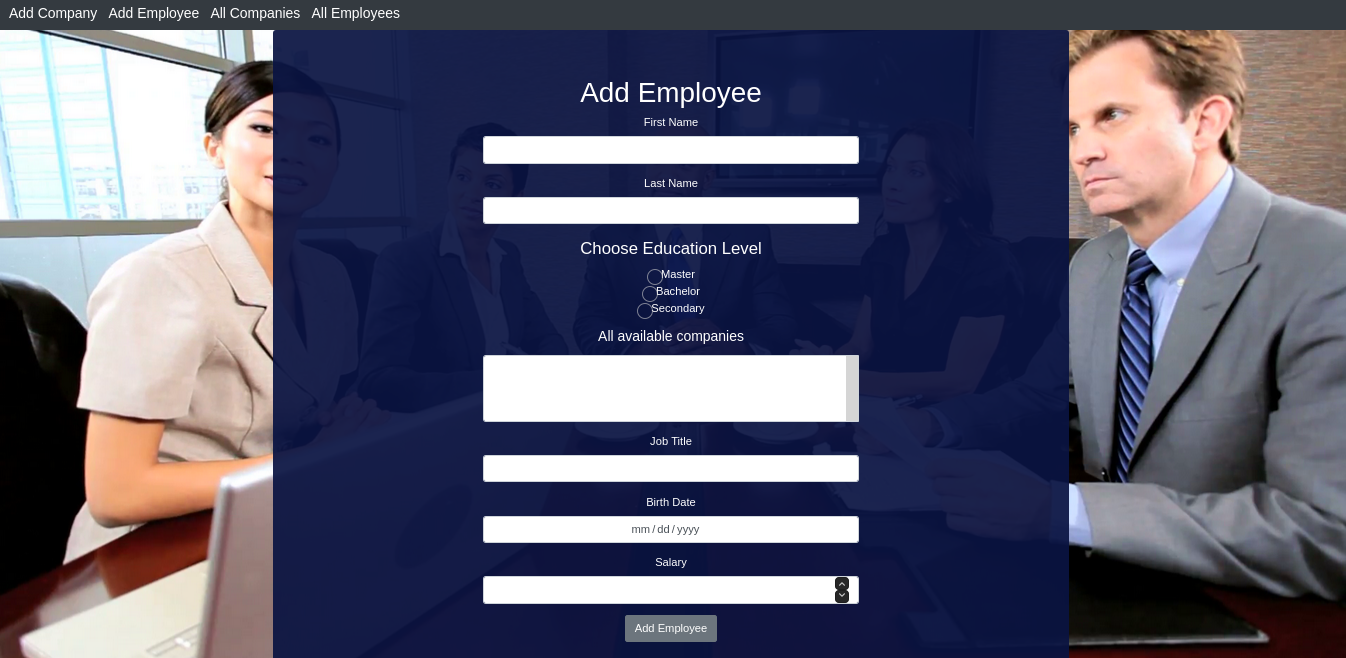 Add Company Add Employee All Companies All Employees
Add Employee
First Name
Last Name
Choose Education Level
Master
Bachelor
Secondary
All available companies
Job Title
Birth Date
mm/dd/yyyy
Salary
Add Employee